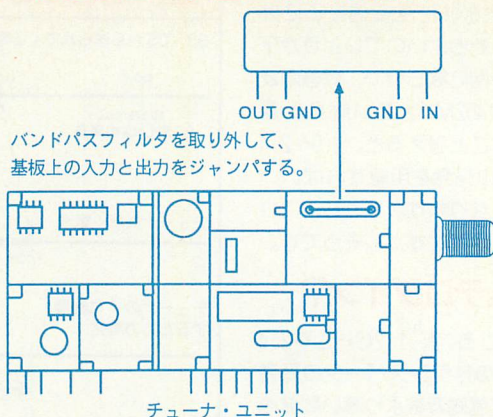 OUT GND GND IN
バンドパスフィルタを取り外して、
基板上の入力と出力をジャンパする。
チューナ・ユニット